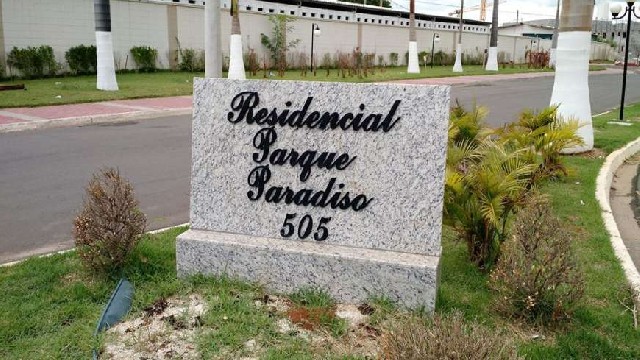 Residencial
Parque
Paradiso
505